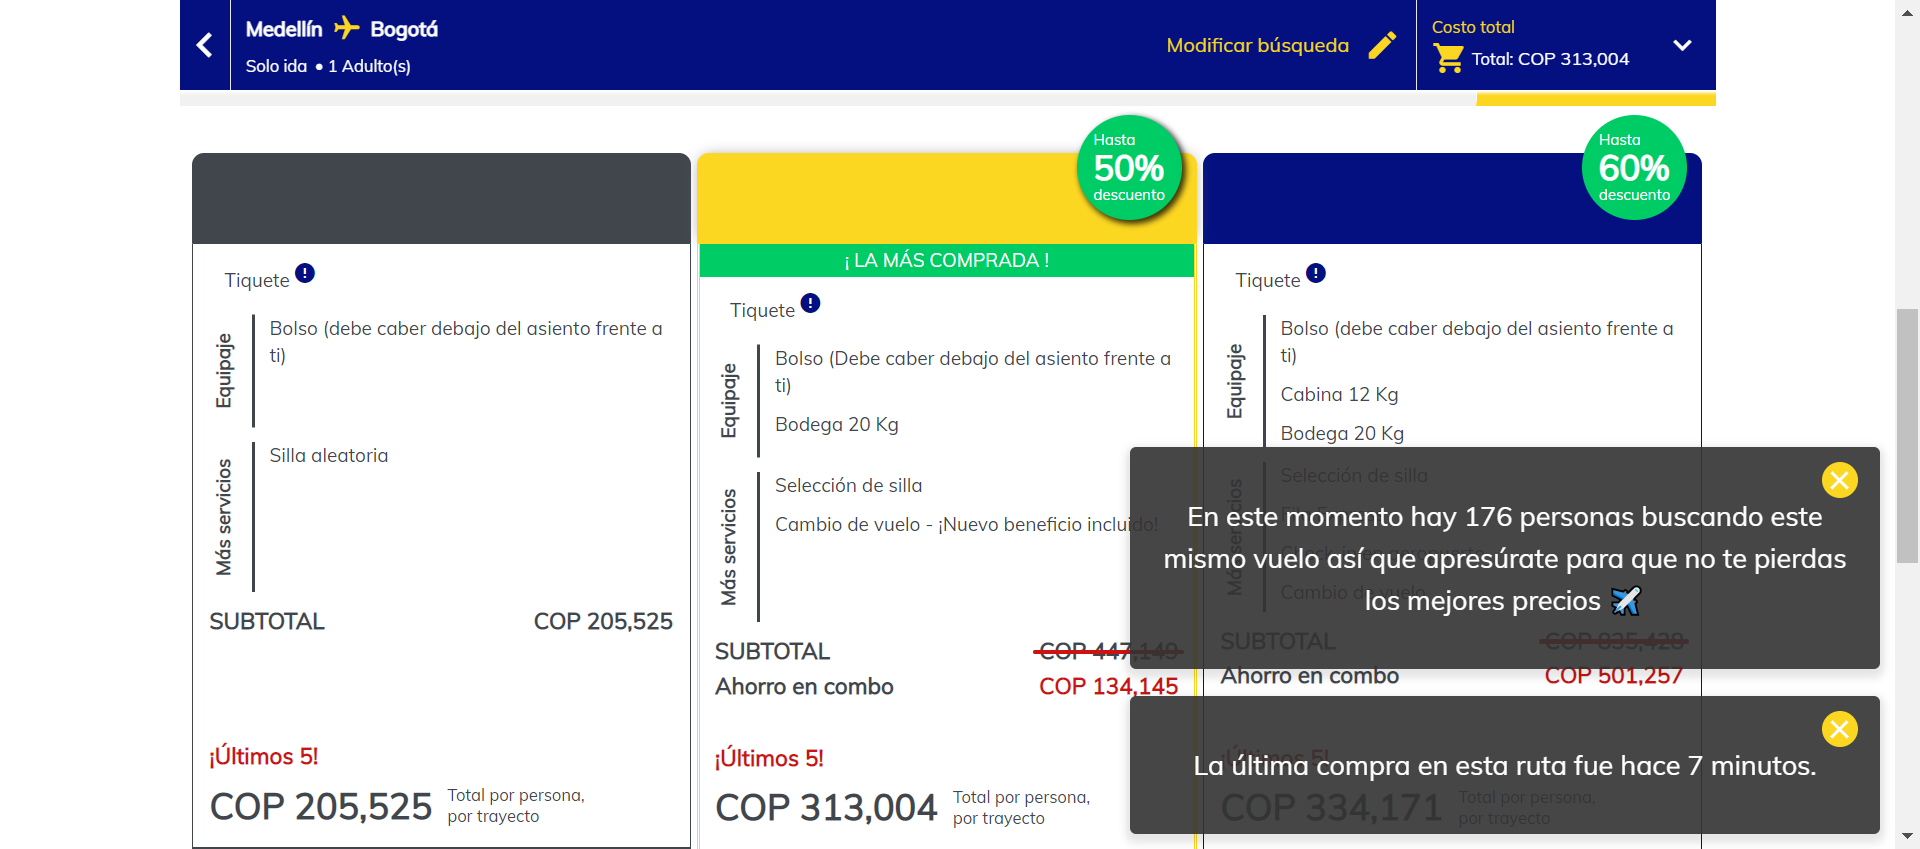 Medellín Bogotá
Solo ida • 1 Adulto(s)
Modificar búsqueda
Costo total
Total: COP 313,004
Tiquete
Equipaje
Bolso (debe caber debajo del asiento frente a
ti)
Más servicios
Silla aleatoria
SUBTOTAL COP 205,525
¡Últimos 5!
COP 205,525
Total por persona,
por trayecto
Hasta
50%
descuento
¡ LA MÁS COMPRADA !
Tiquete
Equipaje
Bolso (Debe caber debajo del asiento frente a
ti)
Bodega 20 Kg
Más servicios
Selección de silla
Cambio de vuelo - ¡Nuevo beneficio incluido!
SUBTOTAL COP 447,149
Ahorro en combo COP 134,145
¡Últimos 5!
COP 313,004
Total por persona,
por trayecto
Hasta
60%
descuento
Tiquete
Equipaje
Bolso (debe caber debajo del asiento frente a
ti)
Cabina 12 Kg
Bodega 20 Kg
Más servicios
Selección de silla
Cambio de vuelo
SUBTOTAL COP 835,428
Ahorro en combo COP 501,257
¡Últimos 5!
COP 334,171
Total por persona,
por trayecto
En este momento hay 176 personas buscando este
mismo vuelo así que apresúrate para que no te pierdas
los mejores precios ✈️
La última compra en esta ruta fue hace 7 minutos.